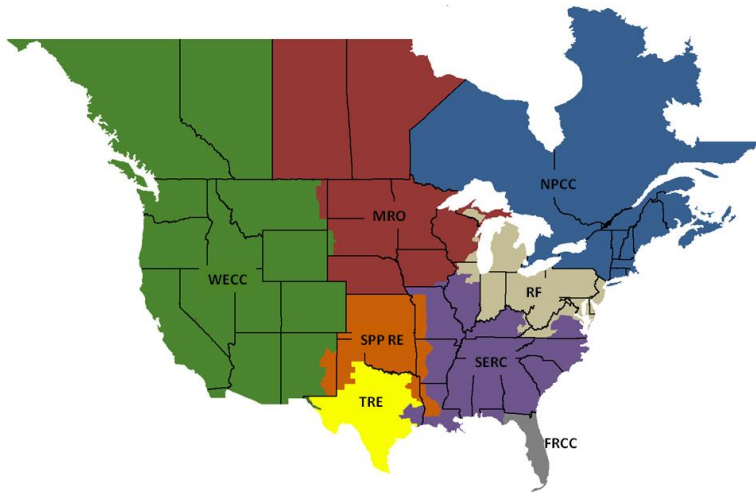 NPCC
MRO
WECC
RF
SPP RE
SERC
TRE
FRCC